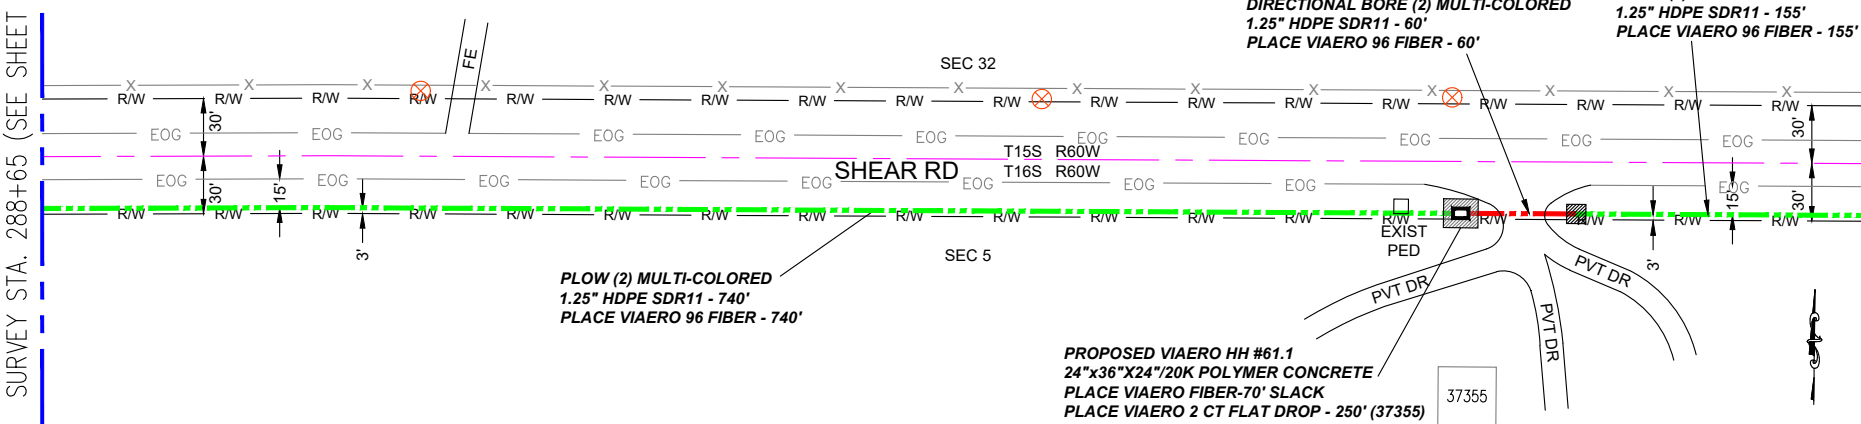 SURVEY STA. 288+65 (SEE SHEET
DIRECTIONAL BORE (2) MULTI-COLORED
1.25" HDPE SDR11 - 60'
PLACE VIAERO 96 FIBER - 60'
1.25" HDPE SDR11 - 155'
PLACE VIAERO 96 FIBER - 155'
FE
SEC 32
X X X X X X X X X X X X X X X
R/W R/W R/W R/W R/W R/W R/W R/W R/W R/W R/W R/W R/W R/W R/W R/W R/W R/W
30' 30'
EOG EOG EOG EOG EOG EOG EOG EOG EOG
T15S R60W
SHEAR RD
T16S R60W
EOG EOG EOG EOG EOG EOG EOG EOG EOG
30' 15' 15' 30'
R/W R/W R/W R/W R/W R/W R/W R/W R/W R/W R/W R/W R/W R/W R/W R/W R/W R/W
3' 3'
EXIST
PED
SEC 5
PLOW (2) MULTI-COLORED
1.25" HDPE SDR11 - 740'
PLACE VIAERO 96 FIBER - 740'
PVT DR
PVT DR
PVT DR
PROPOSED VIAERO HH #61.1
24"x36"X24"/20K POLYMER CONCRETE
PLACE VIAERO FIBER-70' SLACK
PLACE VIAERO 2 CT FLAT DROP - 250' (37355)
37355